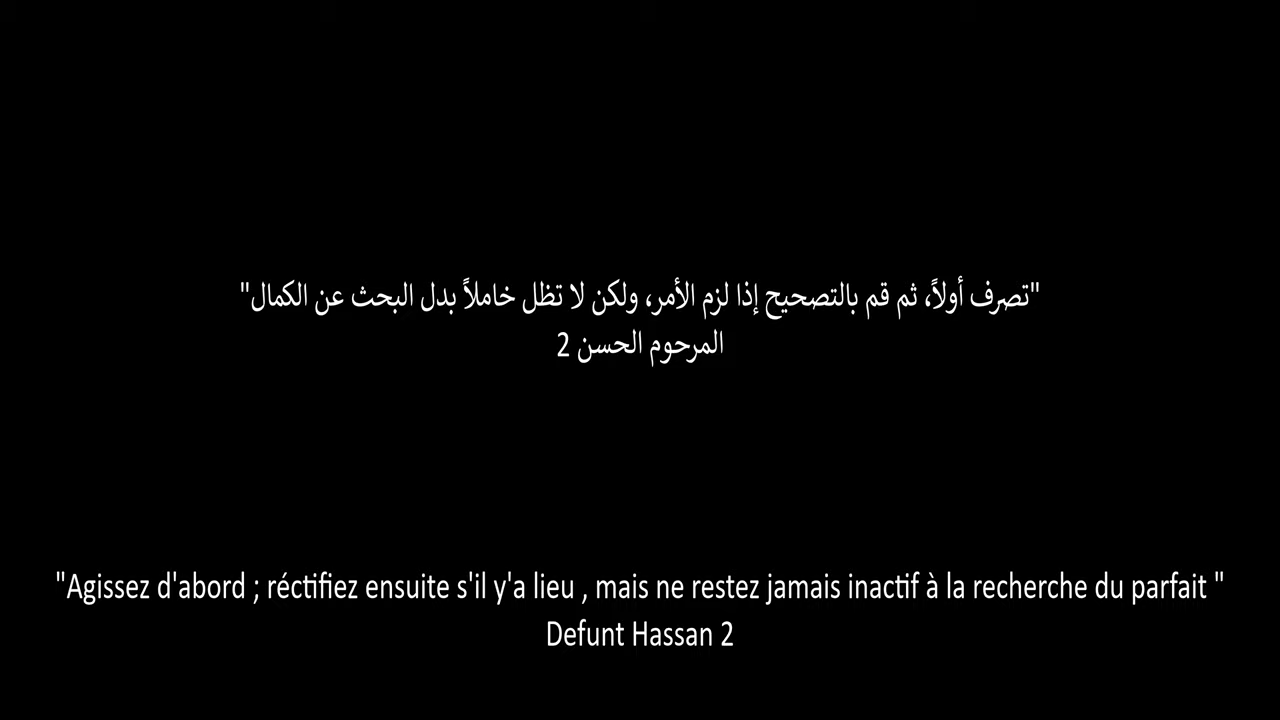 "تصرف أولاً، ثم قم بالتصحيح إذا لزم الأمر، ولكن لا تظل خاملاً بدل البحث عن الكمال"
المرحوم الحسن 2
"Agissez d'abord ; réctifiez ensuite s'il y'a lieu , mais ne restez jamais inactif à la recherche du parfait "
Defunt Hassan 2